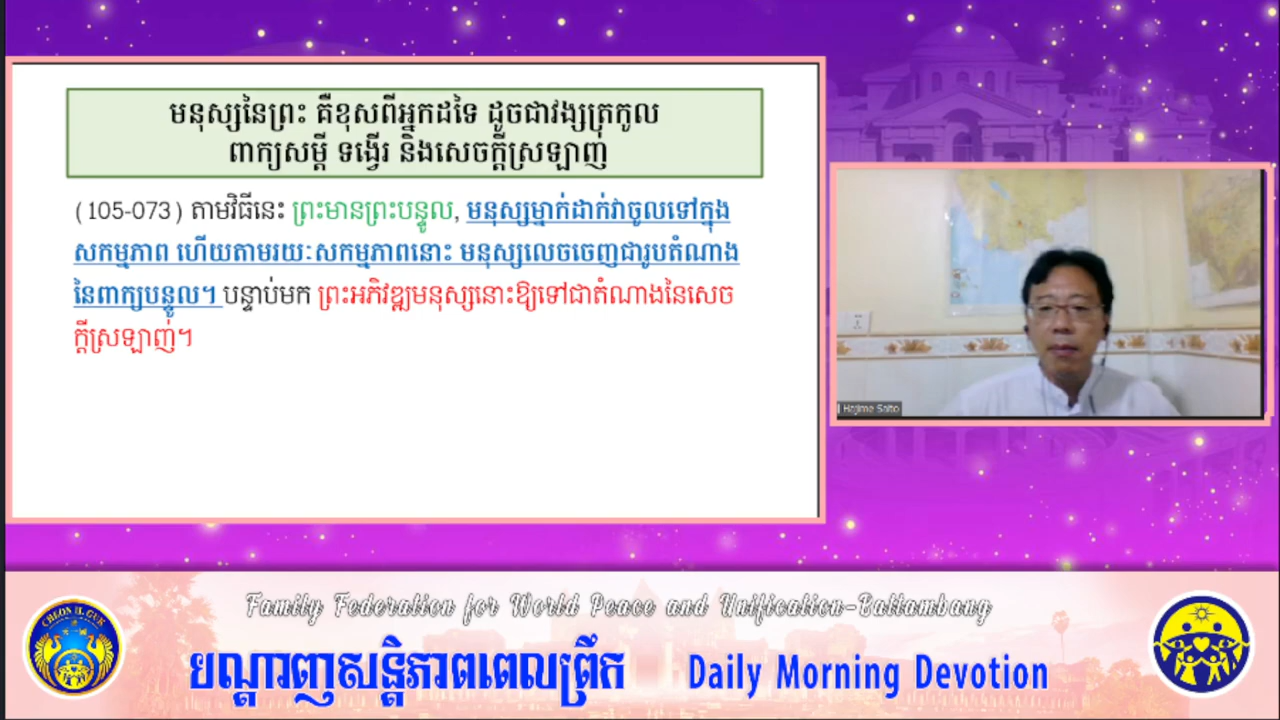 មនុស្សនៃព្រះ គឺខុសពីអ្នកដទៃ ដូចជាវង្សត្រកូល
ពាក្យសម្ដី ទង្វើរ និងសេចក្ដីស្រឡាញ់
(105-073) តាមវិធីនេះ ព្រះមានព្រះបន្ទូល, មនុស្សម្នាក់ដាក់វាចូលទៅក្នុង
សកម្មភាព ហើយតាមរយៈសកម្មភាពនោះ មនុស្សលេចចេញជារូបតំណាង
នៃពាក្យបន្ទូល។ បន្ទាប់មក ព្រះអភិវឌ្ឍមនុស្សនោះឱ្យទៅជាតំណាងនៃសេច
ក្ដីស្រឡាញ់។
Hajime Saito
Family Federation for World Peace and Unification-Battambang
បណ្ដាញសន្តិភាពពេលព្រឹក Daily Morning Devotion
CHEON IL GUK